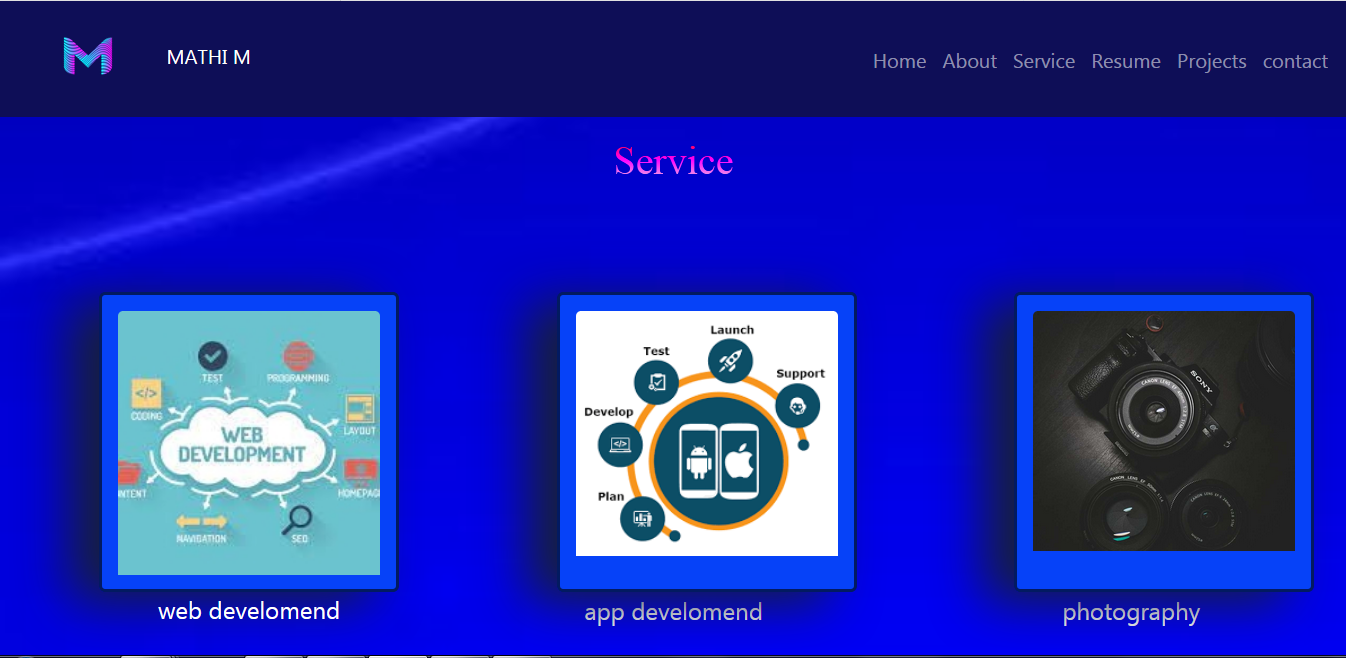 MATHI M
Home About Service Resume Projects contact
Service
TEST
PROGRAMMING
CODING
LAYOUT
WEB
DEVELOPMENT
NTENT
HOMEPAG
NAVIGATION
SEO
Launch
Test
Support
Develop
Plan
SONY
web develomend
app develomend
photography